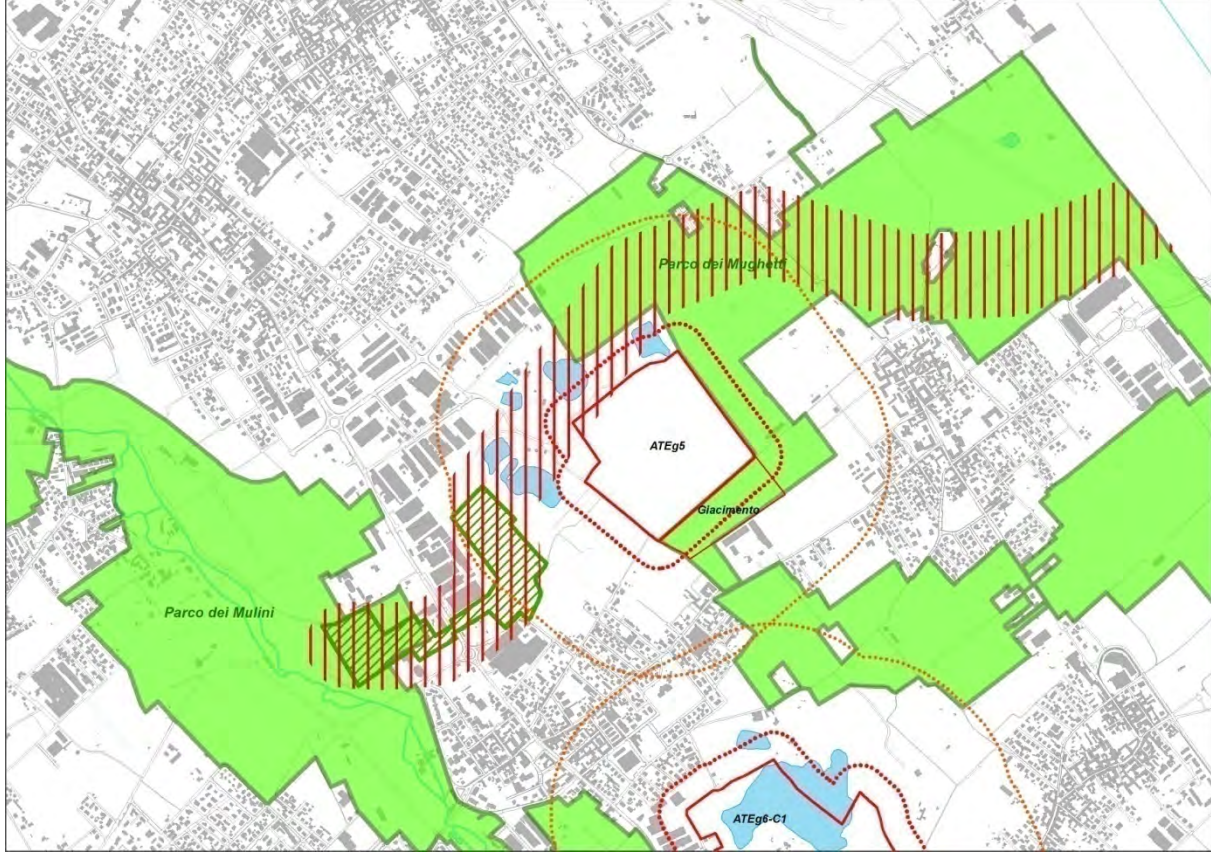 Parco dei Mughetti
ATEg5
Giacimento
Parco dei Mulini
ATEg6-C1